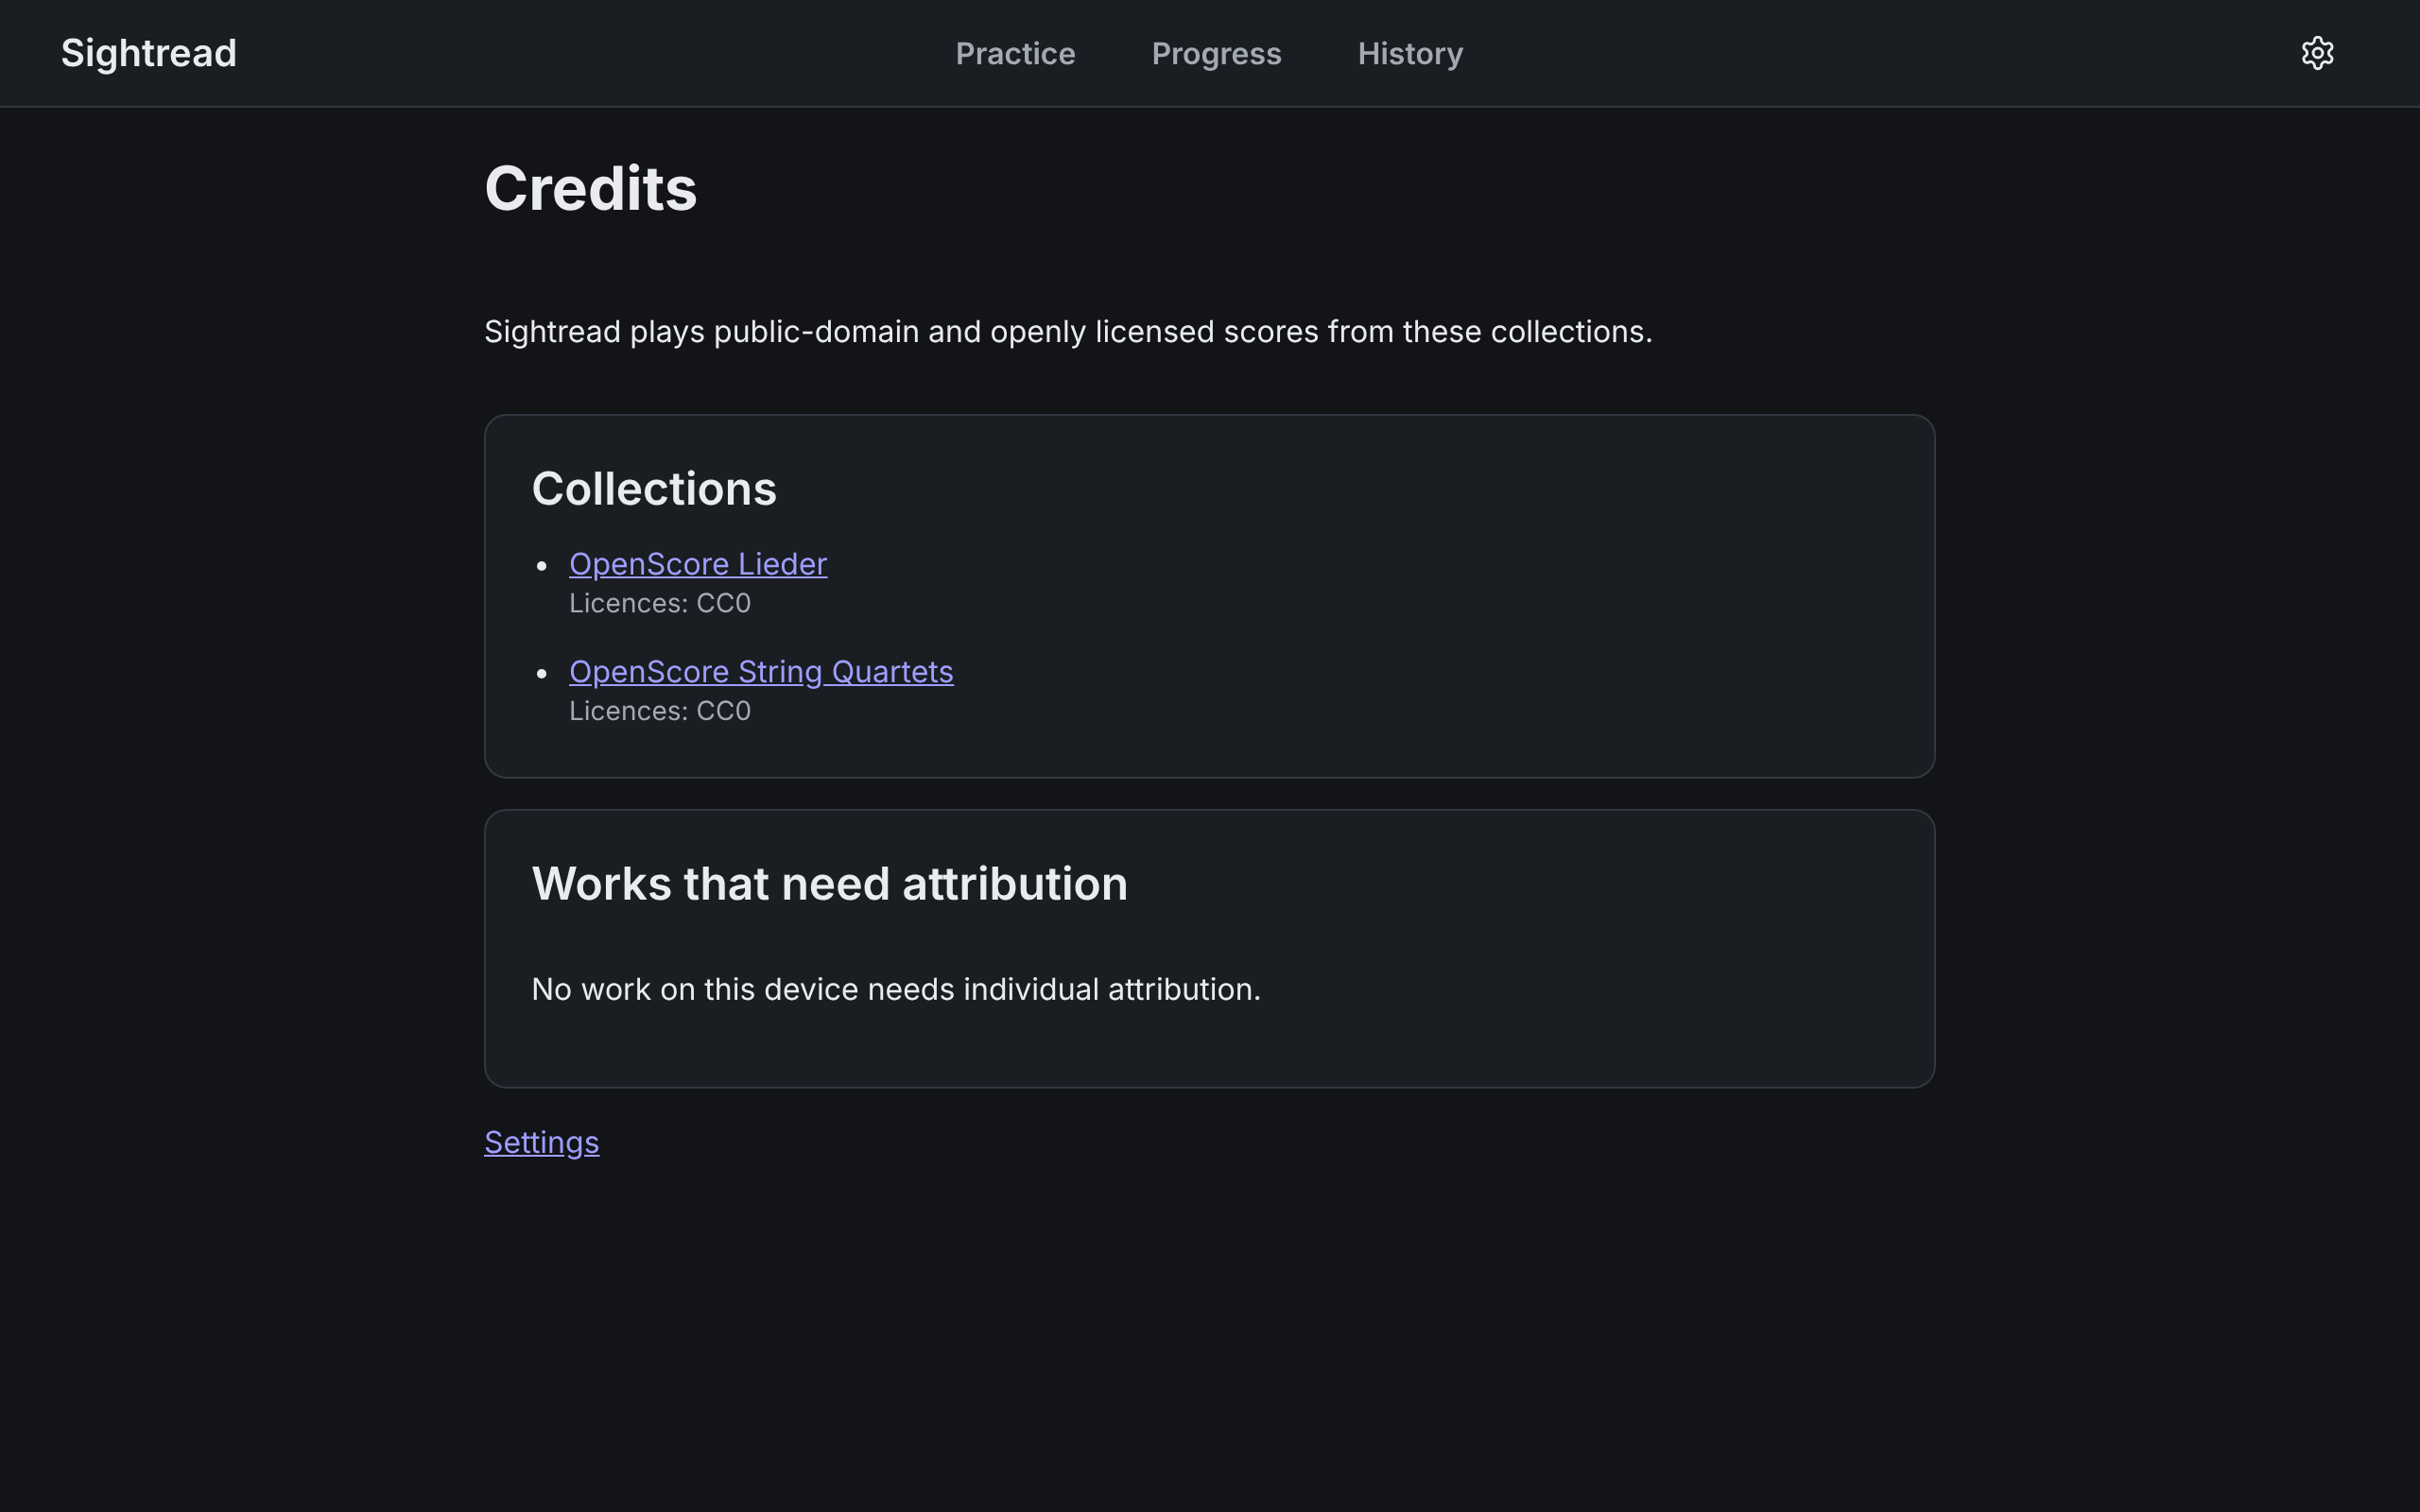 Sightread
Practice
Progress
History
Credits
Sightread plays public-domain and openly licensed scores from these collections.
Collections
OpenScore Lieder
Licences: CC0
OpenScore String Quartets
Licences: CC0
Works that need attribution
No work on this device needs individual attribution.
Settings